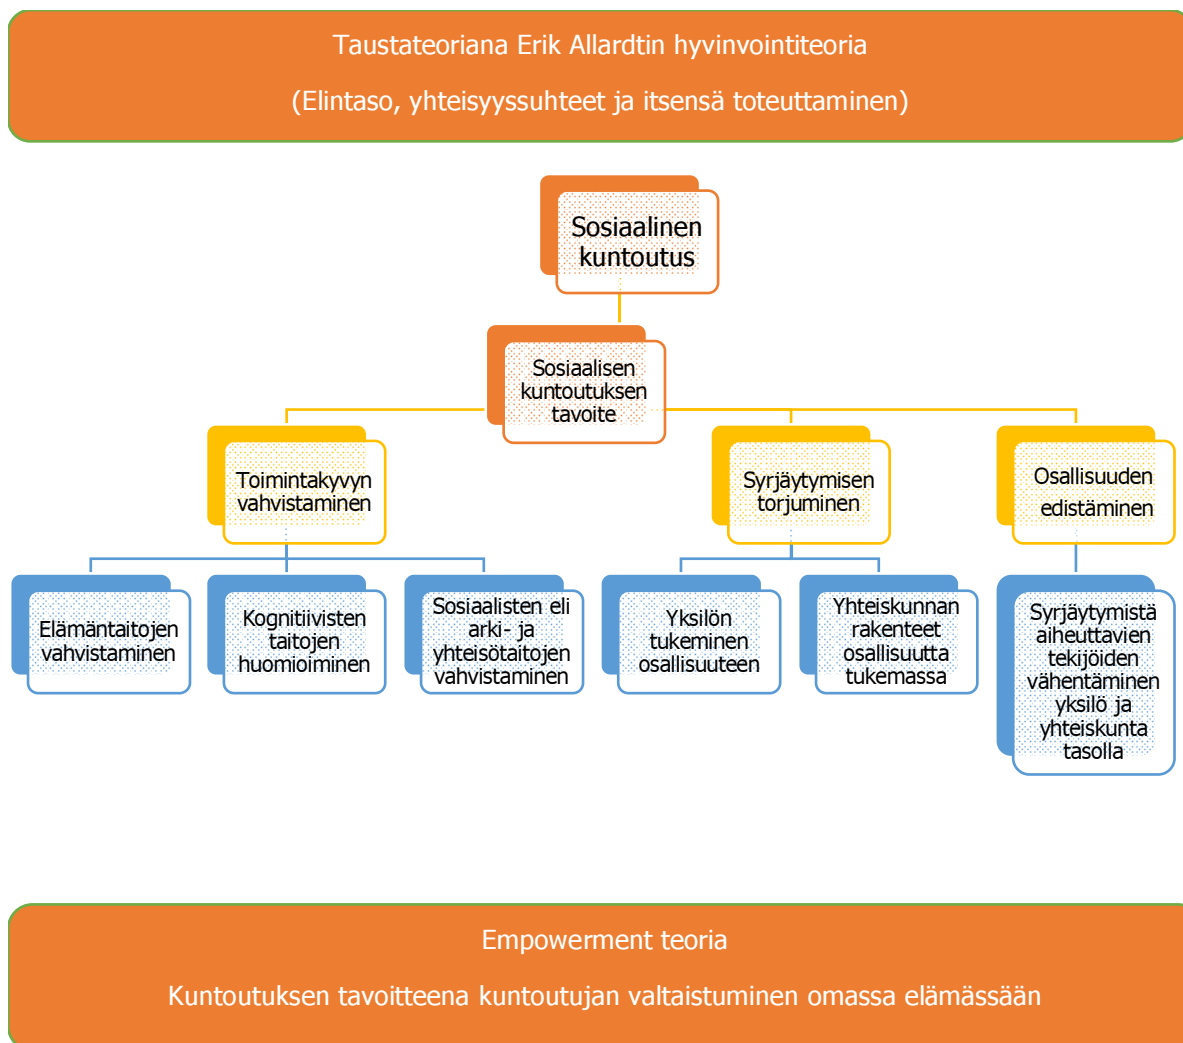 Taustateoriana Erik Allardtin hyvinvointiteoria
(Elintaso, yhteisyyssuhteet ja itsensä toteuttaminen)
Sosiaalinen
kuntoutus
Sosiaalisen
kuntoutuksen
tavoite
Toimintakyvyn
vahvistaminen
Syrjäytymisen
torjuminen
Osallisuuden
edistäminen
Elämäntaitojen
vahvistaminen
Kognitiivisten
taitojen
huomioiminen
Sosiaalisten eli
arki- ja
yhteisötaitojen
vahvistaminen
Yksilön
tukeminen
osallisuuteen
Yhteiskunnan
rakenteet
osallisuutta
tukemassa
Syrjäytymistä
aiheuttavien
tekijöiden
vähentäminen
yksilö ja
yhteiskunta
tasolla
Empowerment teoria
Kuntoutuksen tavoitteena kuntoutujan valtaistuminen omassa elämässään